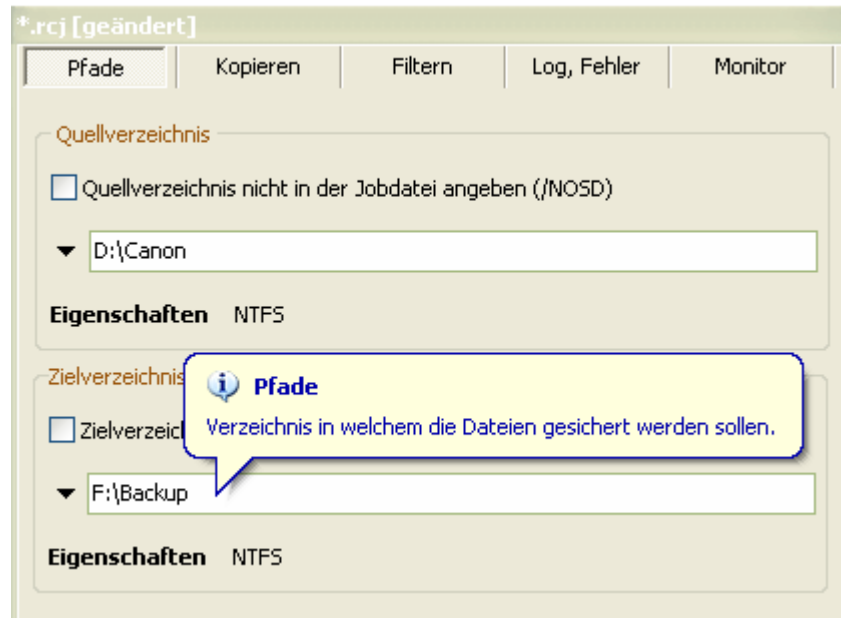 *.rcj [geändert]
Pfade Kopieren Filtern Log, Fehler Monitor
Quellverzeichnis
Quellverzeichnis nicht in der Jobdatei angeben (/NOSD)
D:\Canon
Eigenschaften NTFS
Zielverzeichnis
Pfade
Verzeichnis in welchem die Dateien gesichert werden sollen.
F:\Backup
Eigenschaften NTFS